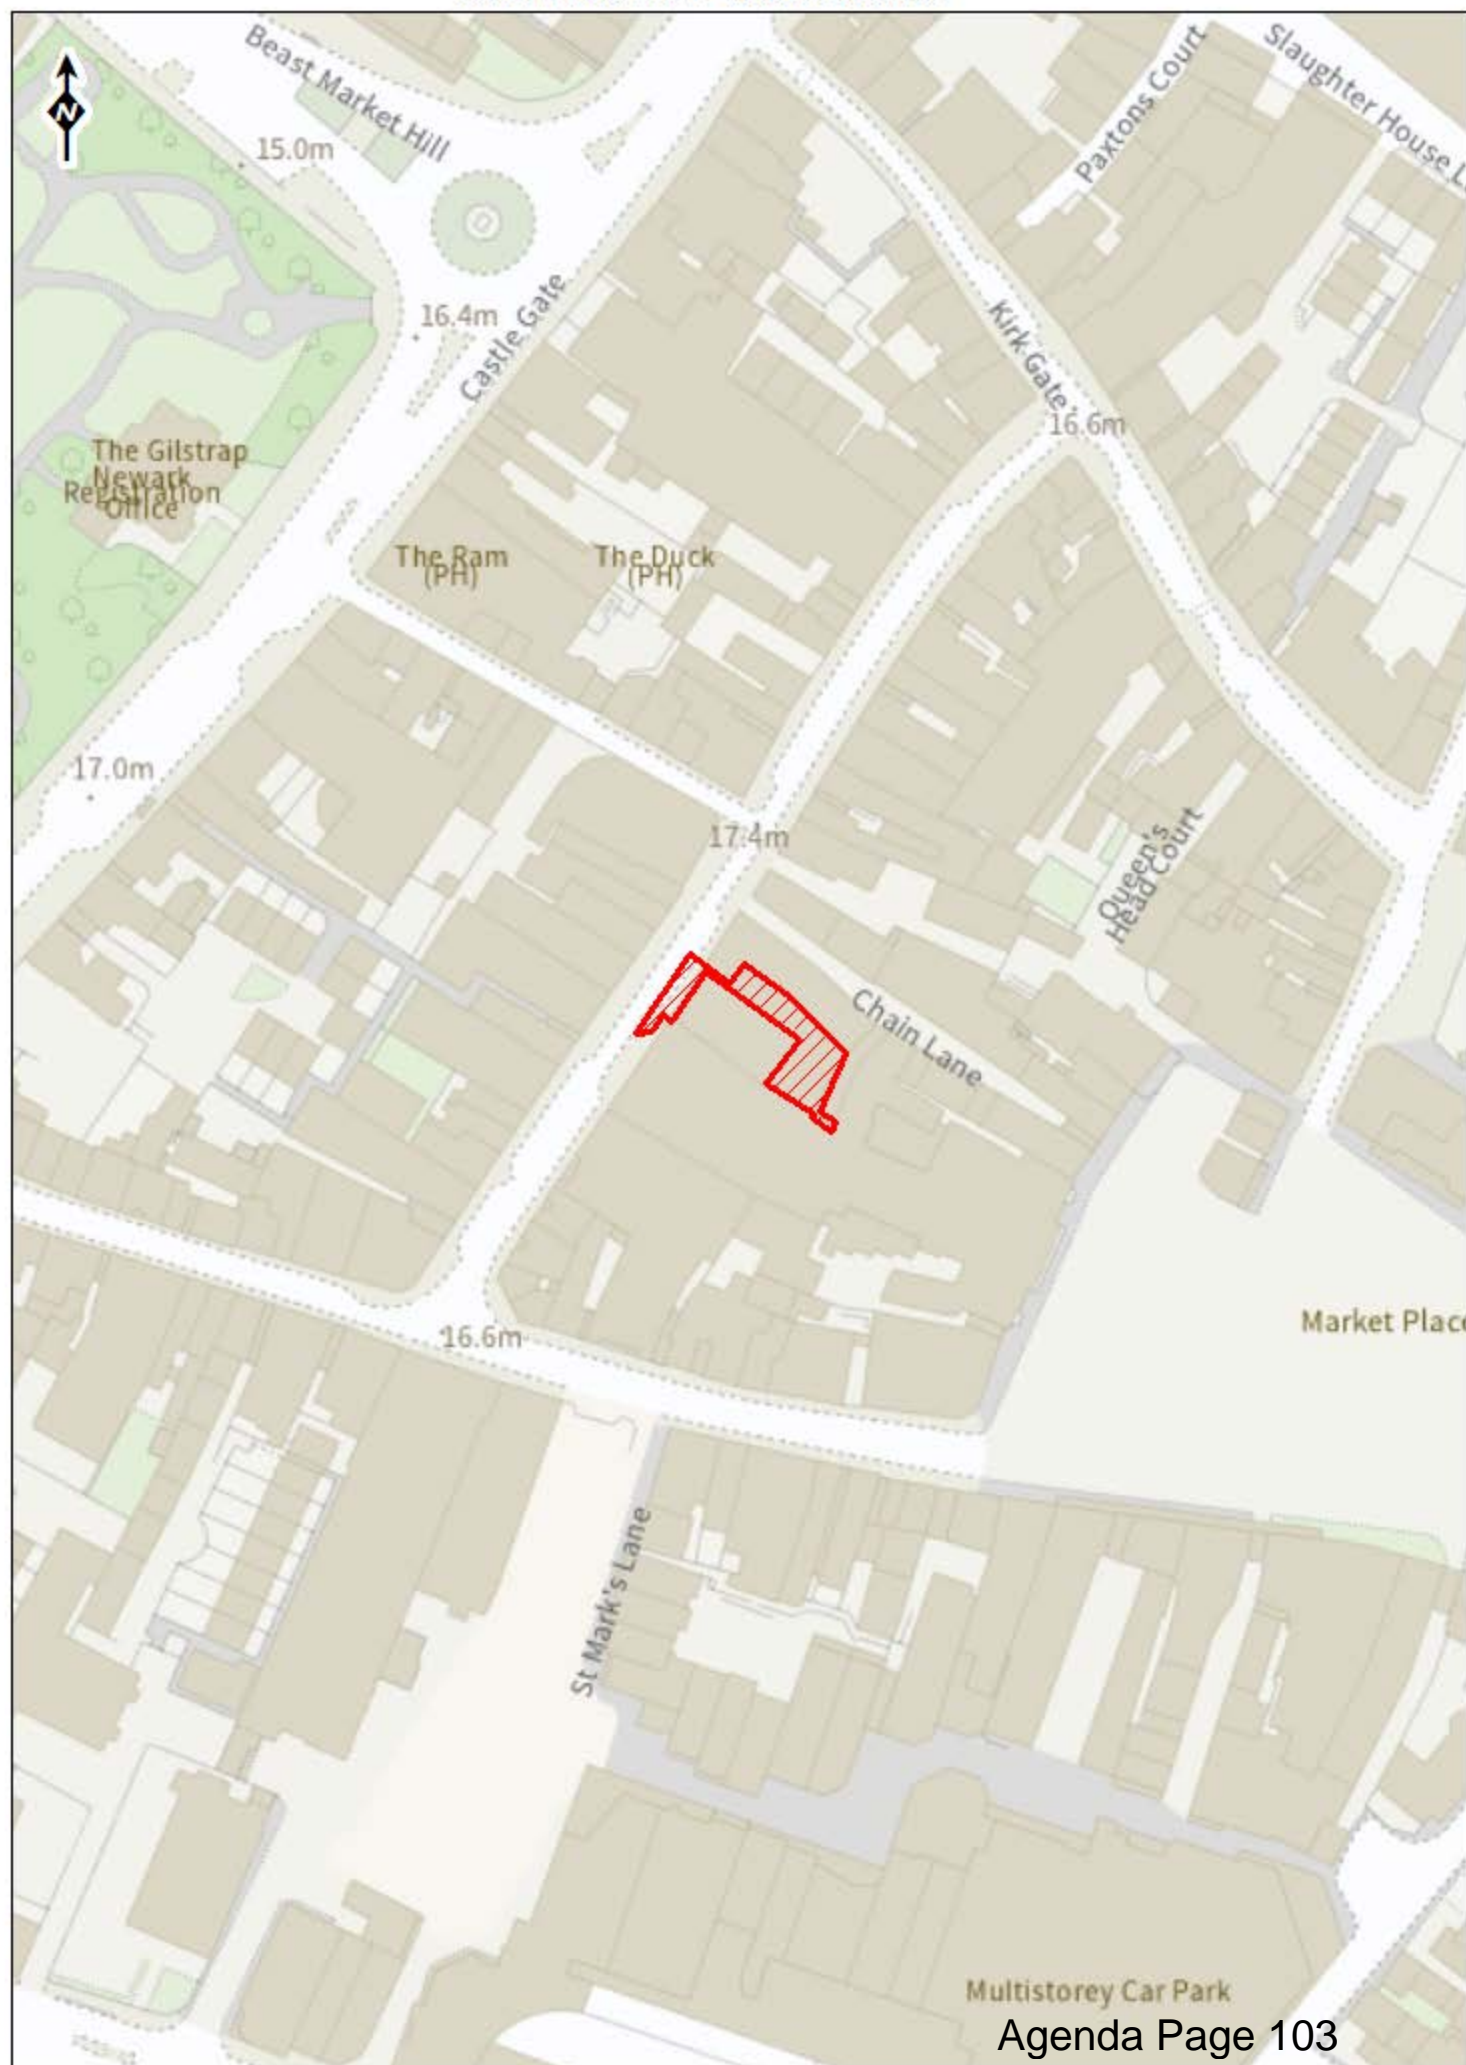 Beast Market Hill
Paxtons Court
N
15.0m
16.4m
Castle Gate
Kirk Gate
16.6m
The Gilstrap
Newark
Registration
Office
The Ram
(PH)
The Duck
(PH)
17.0m
17.4m
Queen's
Head Court
Chain Lane
16.6m
Market Place
St Mark's Lane
Multistorey Car Park
Agenda Page 103
Slaughter House L